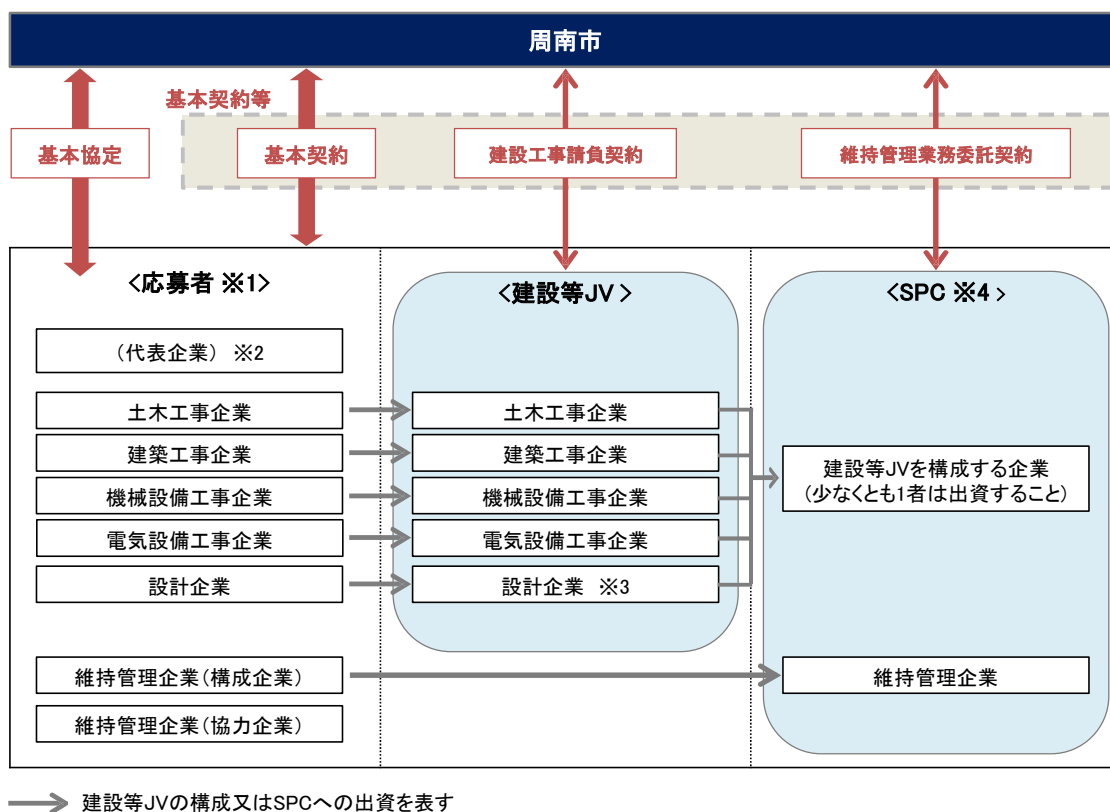 周南市
基本契約等
基本協定
基本契約
建設工事請負契約
維持管理業務委託契約
<応募者 ※1>
<建設等JV >
<SPC ※4 >
(代表企業) ※2
土木工事企業
土木工事企業
建築工事企業
建築工事企業
建設等JVを構成する企業
(少なくとも1者は出資すること)
機械設備工事企業
機械設備工事企業
電気設備工事企業
電気設備工事企業
設計企業
設計企業 ※3
維持管理企業(構成企業)
維持管理企業
維持管理企業(協力企業)
建設等JVの構成又はSPCへの出資を表す